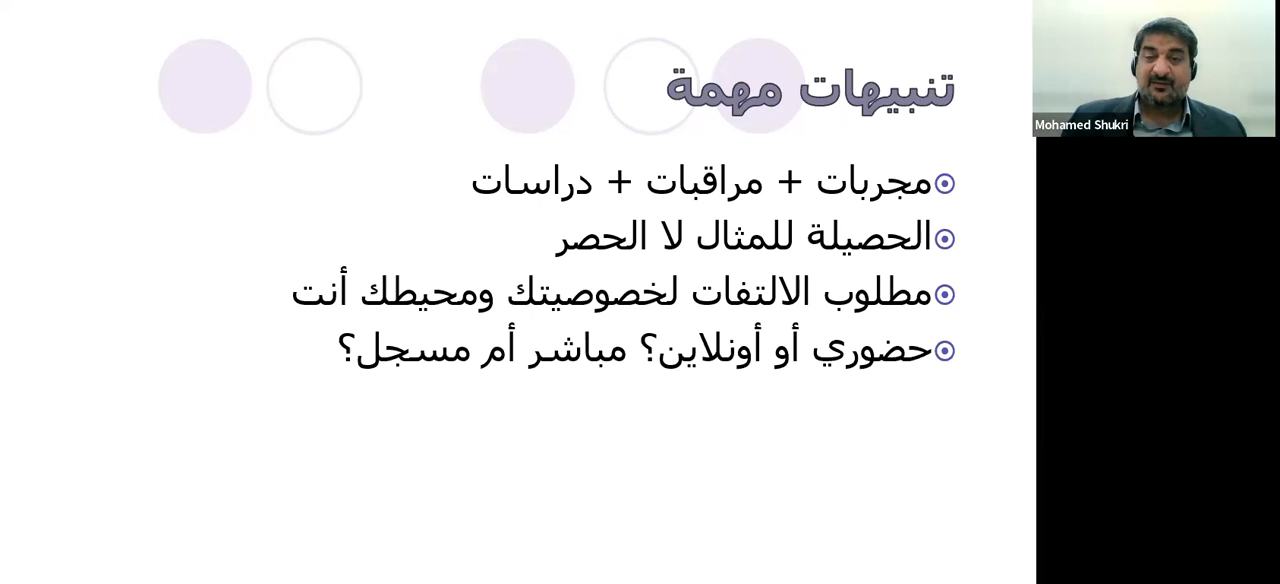 تنبيهات مهمة
مجربات + مراقبات + دراسات
الحصيلة للمثال لا الحصر
مطلوب الالتفات لخصوصيتك ومحيطك أنت
حضوري أو أونلاين؟ مباشر أم مسجل؟
Mohamed Shukri